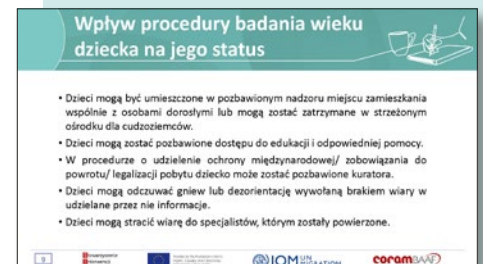 Wpływ procedury badania wieku
dziecka na jego status
• Dzieci mogą być umieszczone w pozbawionym nadzoru miejscu zamieszkania
wspólnie z osobami dorosłymi lub mogą zostać zatrzymane w strzeżonym
ośrodku dla cudzoziemców.
• Dzieci mogą zostać pozbawione dostępu do edukacji i odpowiedniej pomocy.
• W procedurze o udzielenie ochrony międzynarodowej/ zobowiązania do
powrotu/ legalizacji pobytu dziecko może zostać pozbawione kuratora.
• Dzieci mogą odczuwać gniew lub dezorientację wywołaną brakiem wiary w
udzielane przez nie informacje.
• Dzieci mogą stracić wiarę do specjalistów, którym zostały powierzone.
9
IOM UN MIGRATION
coramBAAF